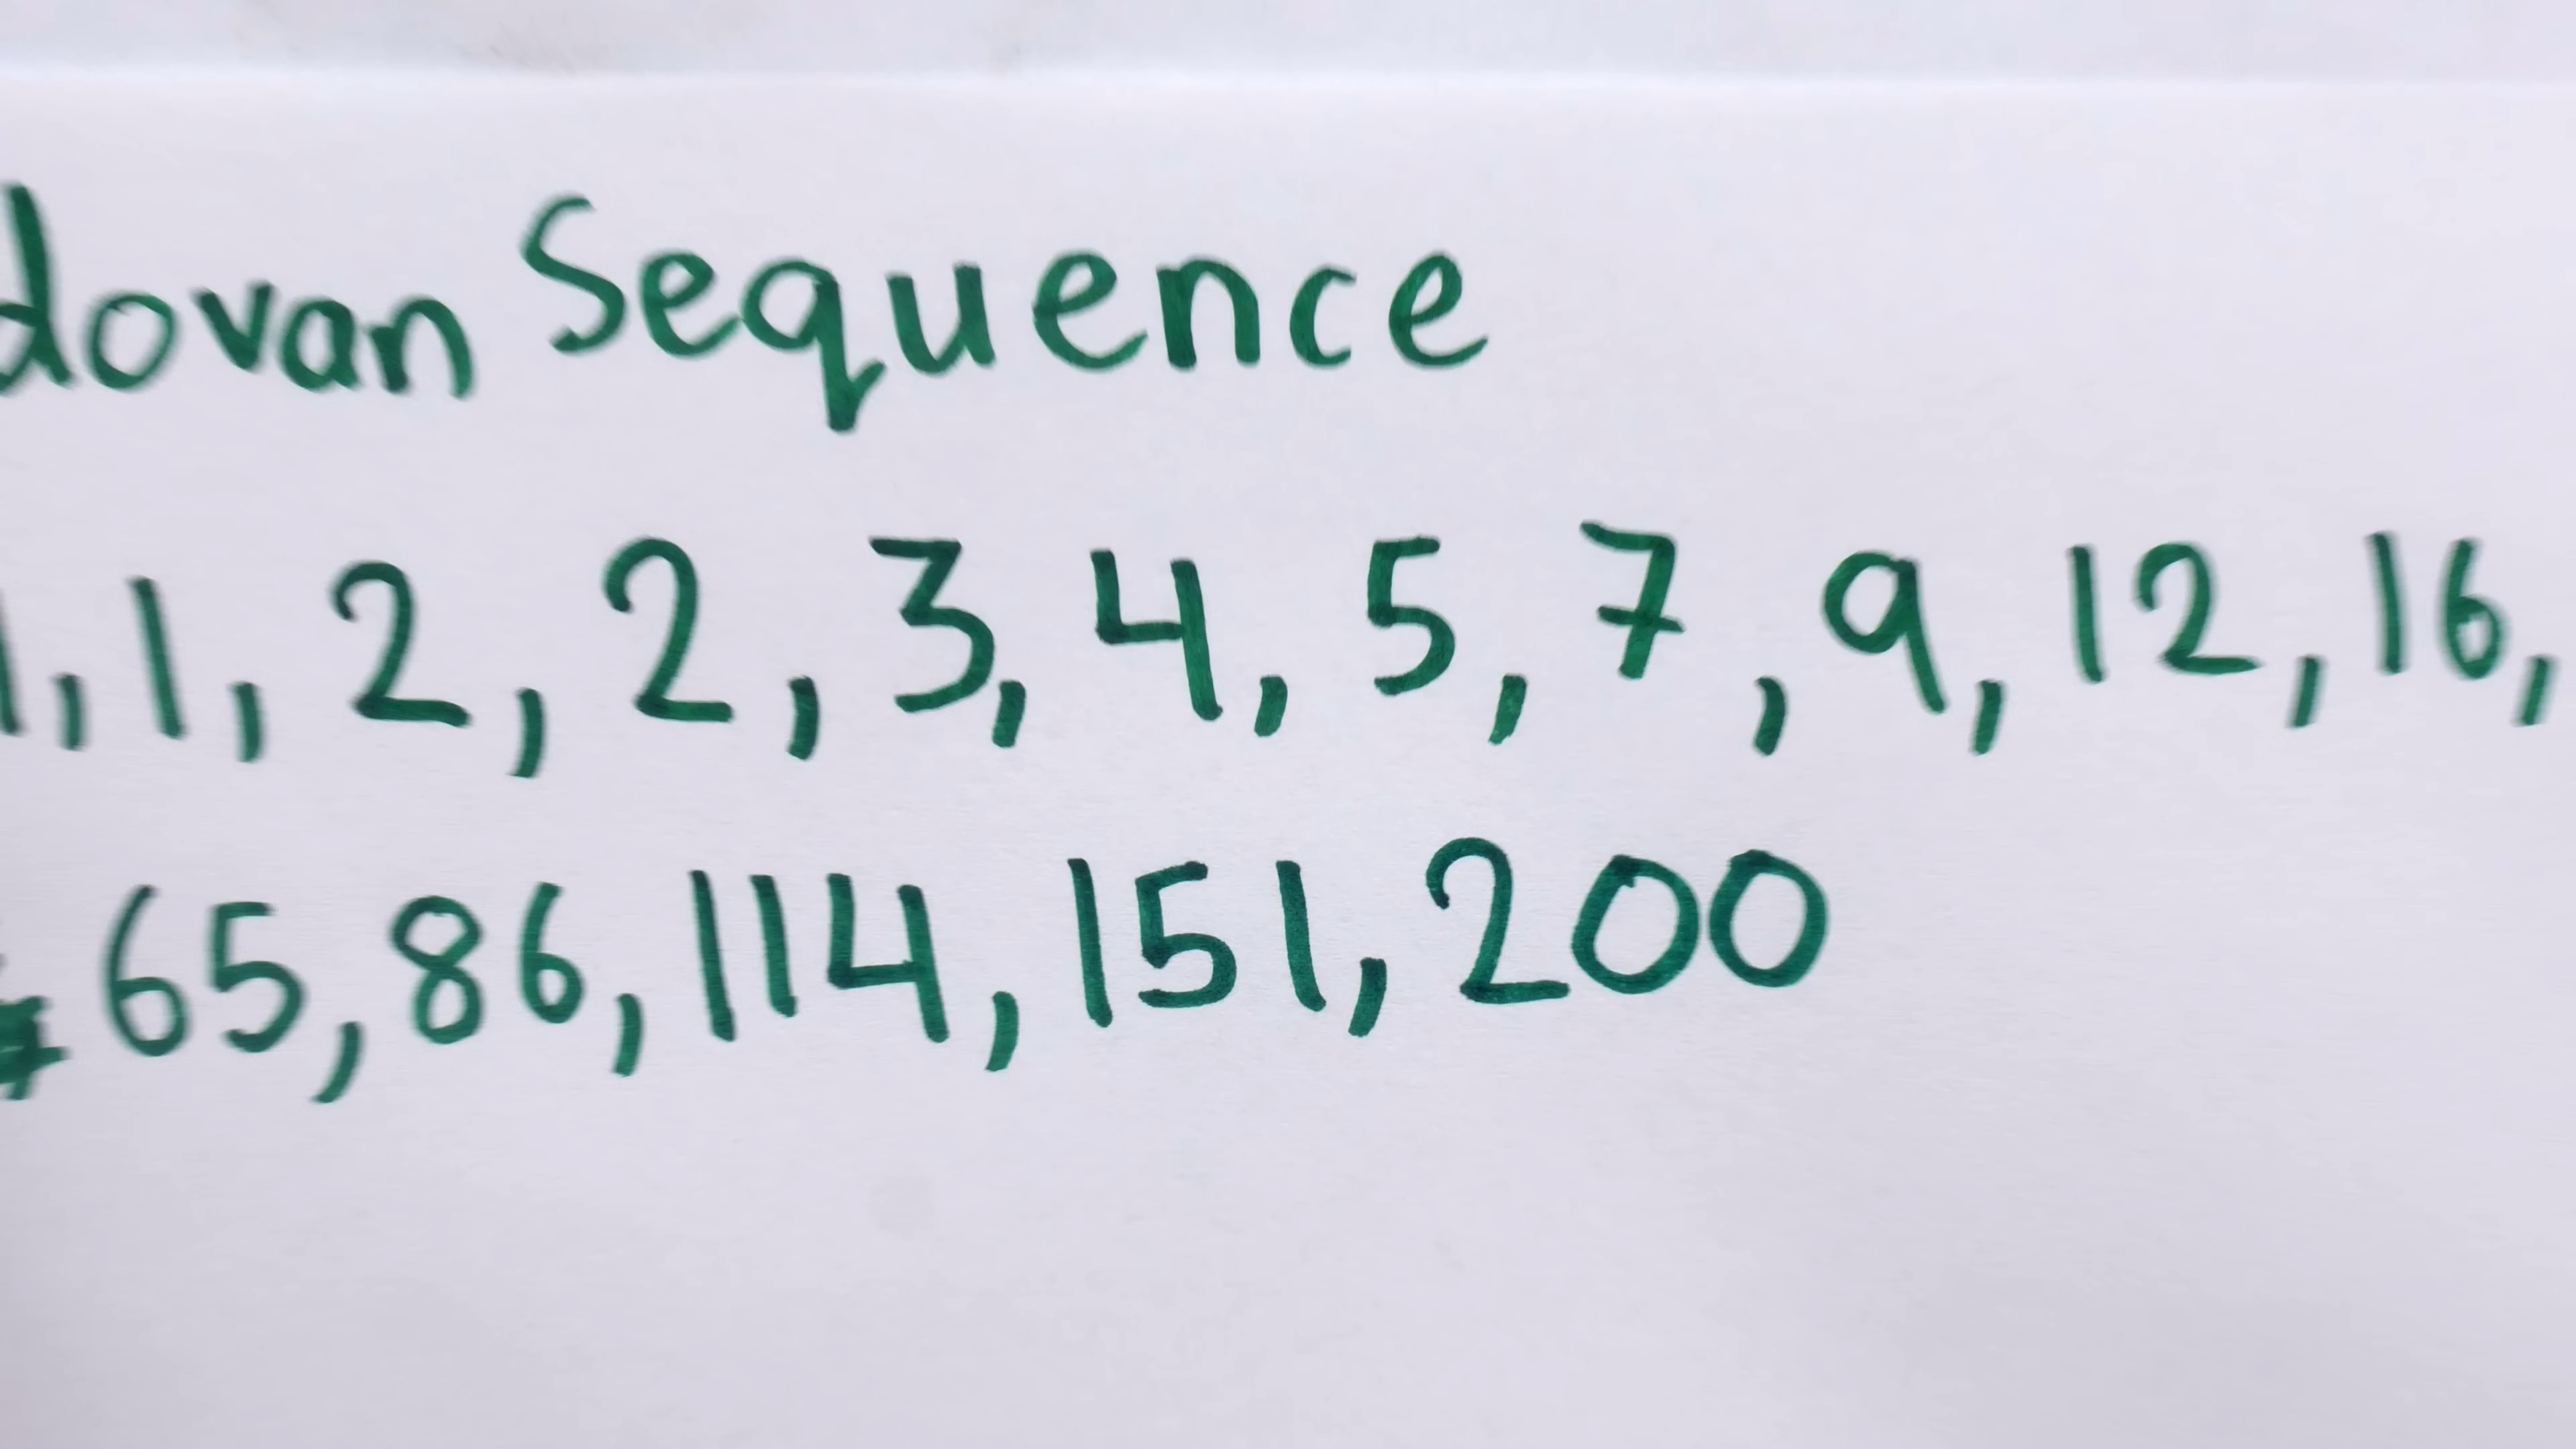 dovan Sequence
1, 1, 2, 2, 3, 4, 5, 7, 9, 12, 16,
65, 86, 114, 151, 200